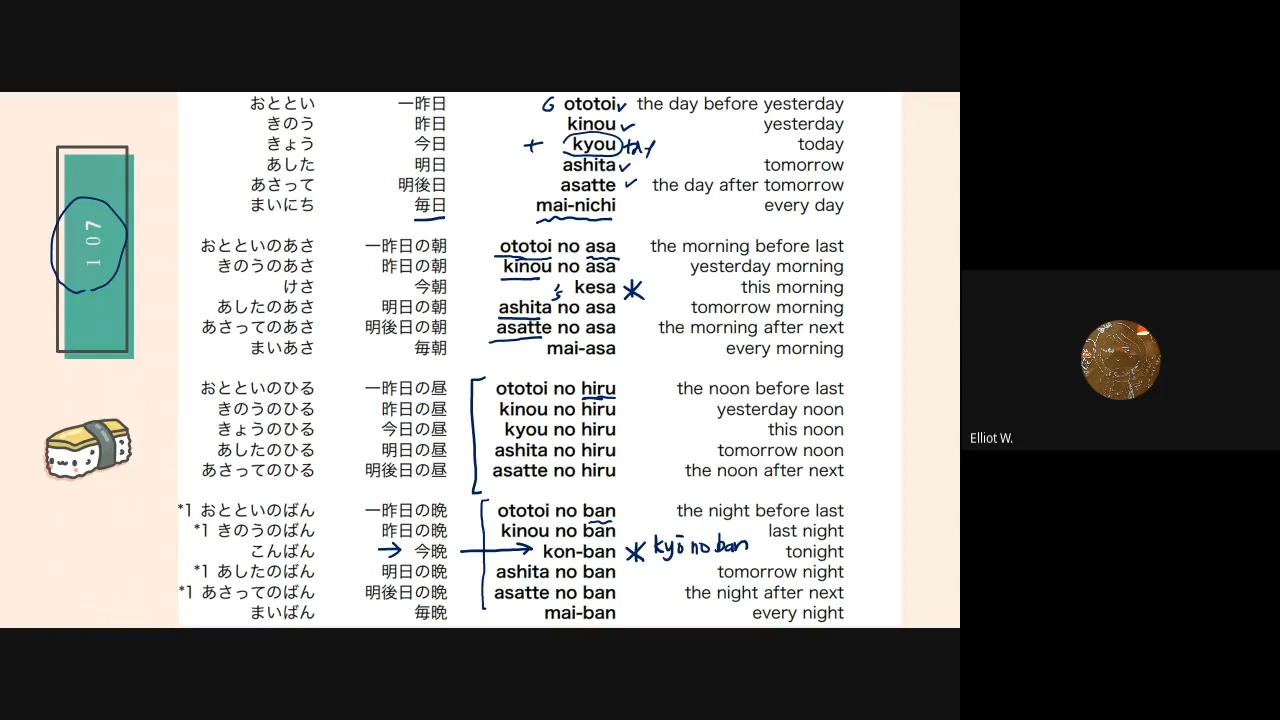 107
おととい 一昨日 ototoi the day before yesterday
きのう 昨日 kinou yesterday
きょう 今日 kyou today
あした 明日 ashita tomorrow
あさって 明後日 asatte the day after tomorrow
まいにち 毎日 mai-nichi every day
おとといのあさ 一昨日の朝 ototoi no asa the morning before last
きのうのあさ 昨日の朝 kinou no asa yesterday morning
けさ 今朝 kesa this morning
あしたのあさ 明日の朝 ashita no asa tomorrow morning
あさってのあさ 明後日の朝 asatte no asa the morning after next
まいあさ 毎朝 mai-asa every morning
おとといのひる 一昨日の昼 ototoi no hiru the noon before last
きのうのひる 昨日の昼 kinou no hiru yesterday noon
きょうのひる 今日の昼 kyou no hiru this noon
あしたのひる 明日の昼 ashita no hiru tomorrow noon
あさってのひる 明後日の昼 asatte no hiru the noon after next
*1 おとといのばん 一昨日の晩 ototoi no ban the night before last
*1 きのうのばん 昨日の晩 kinou no ban last night
こんばん → 今晩 → kon-ban * kyō no ban tonight
*1 あしたのばん 明日の晩 ashita no ban tomorrow night
*1 あさってのばん 明後日の晩 asatte no ban the night after next
まいばん 毎晩 mai-ban every night
Elliot W.